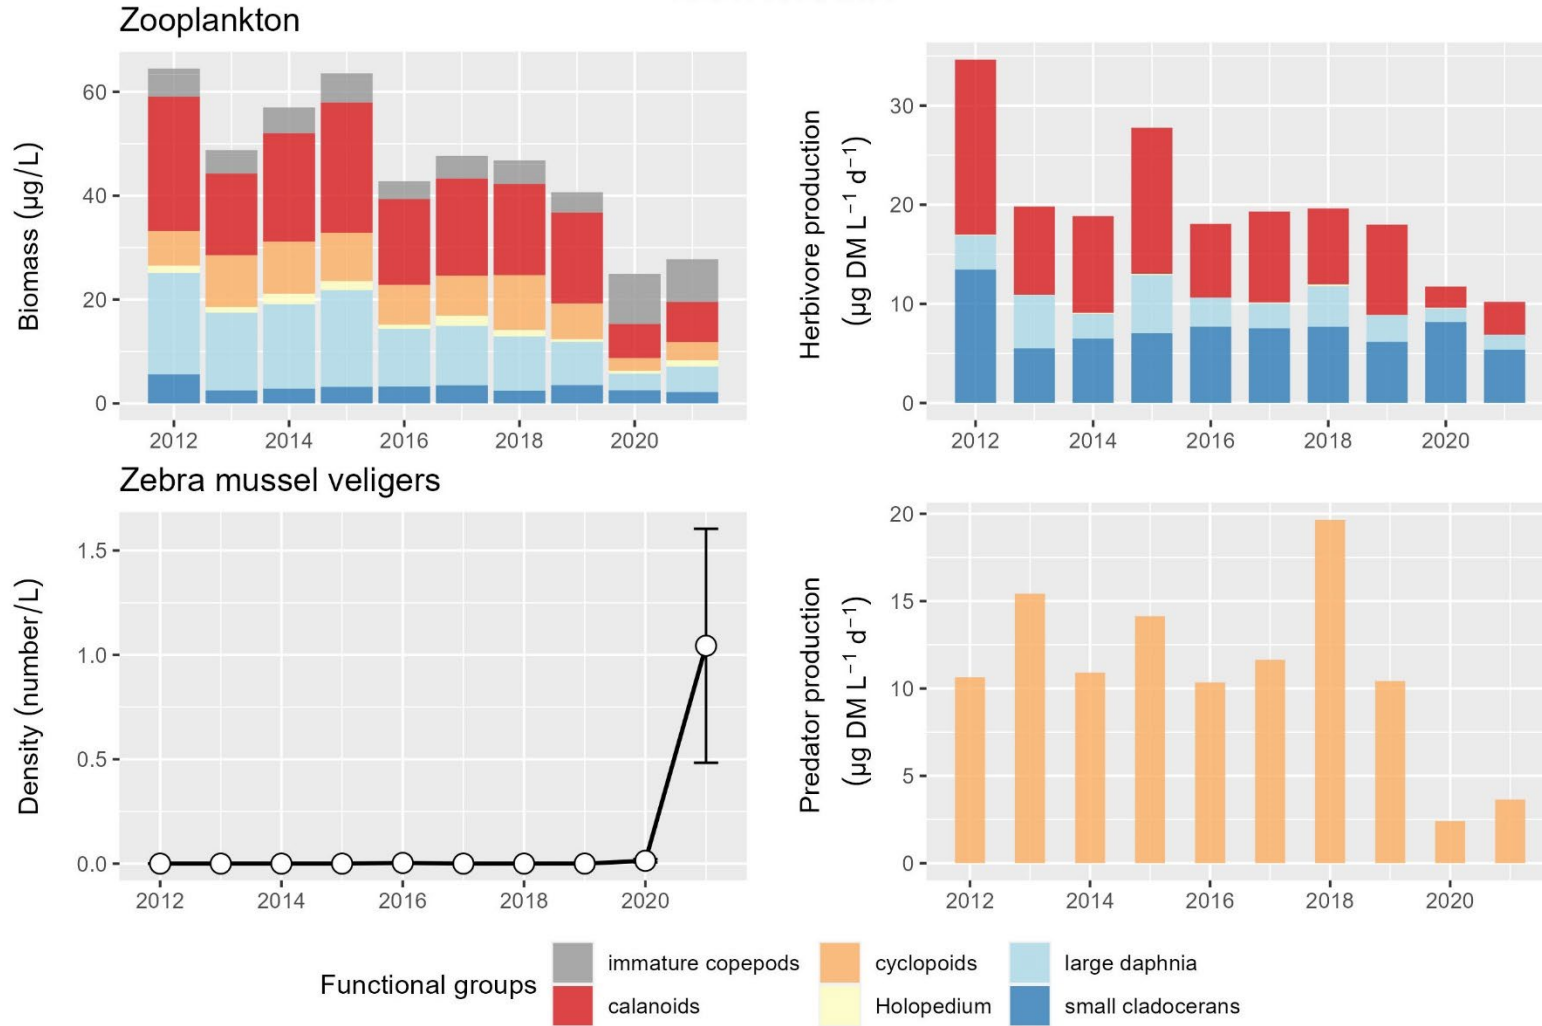 Zooplankton
Biomass (µg/L)
60
40
20
0
2012 2014 2016 2018 2020
Herbivore production
(µg DM L⁻¹ d⁻¹)
30
20
10
0
2012 2014 2016 2018 2020
Zebra mussel veligers
Density (number/L)
1.5
1.0
0.5
0.0
2012 2014 2016 2018 2020
Predator production
(µg DM L⁻¹ d⁻¹)
20
15
10
5
0
2012 2014 2016 2018 2020
Functional groups
immature copepods cyclopoids large daphnia
calanoids Holopedium small cladocerans